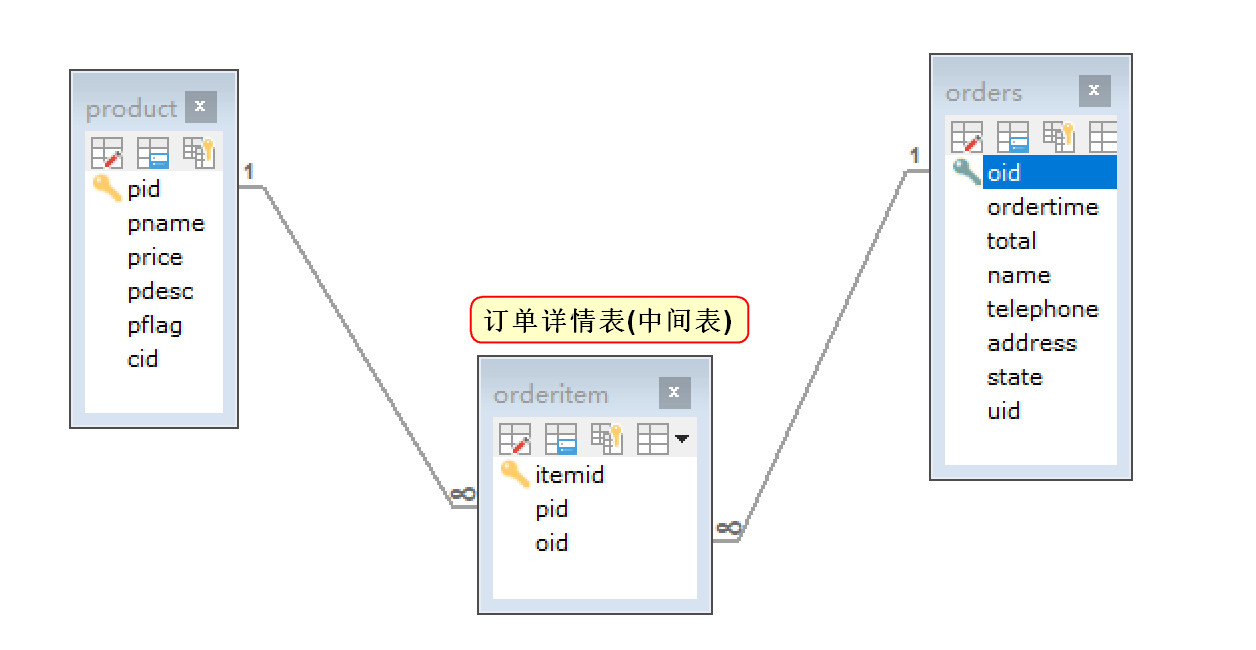 product
x
pid
pname
price
pdesc
pflag
cid
1
∞
订单详情表(中间表)
orderitem
x
itemid
pid
oid
orders
x
oid
ordertime
total
name
telephone
address
state
uid
1
∞